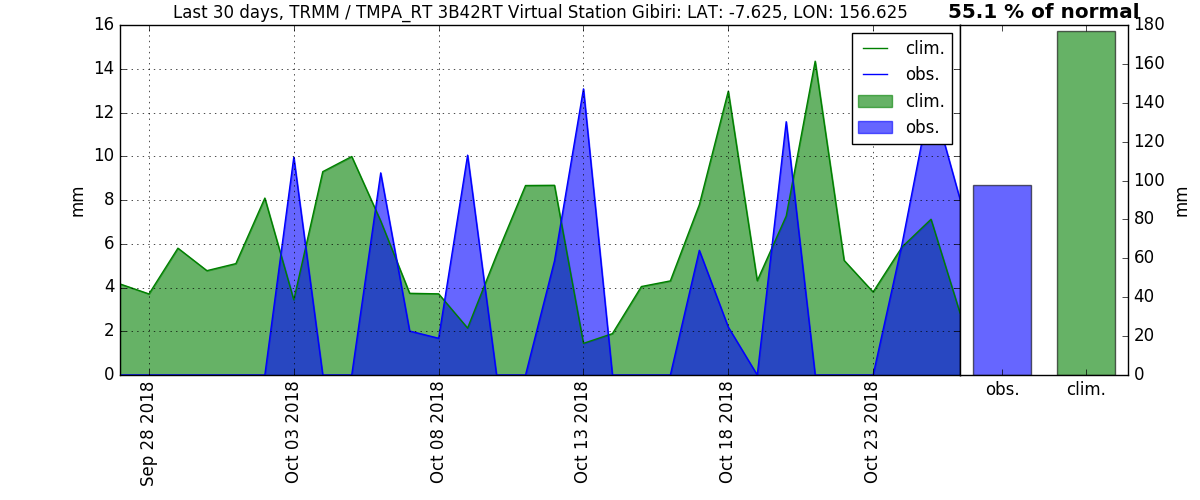 Last 30 days, TRMM / TMPA_RT 3B42RT Virtual Station Gibiri: LAT: -7.625, LON: 156.625
55.1 % of normal
16
14
12
10
8
6
4
2
0
mm
clim.
obs.
clim.
obs.
180
160
140
120
100
80
60
40
20
0
mm
Sep 28 2018
Oct 03 2018
Oct 08 2018
Oct 13 2018
Oct 18 2018
Oct 23 2018
obs.
clim.